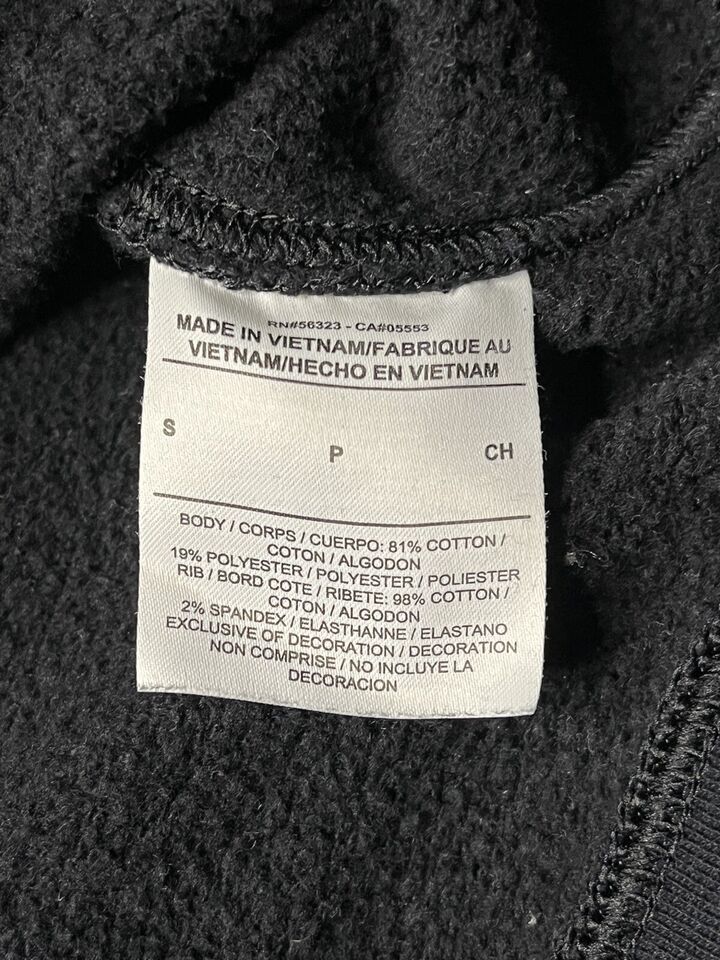 RN#56323 - CA#05553
MADE IN VIETNAM/FABRIQUE AU
VIETNAM/HECHO EN VIETNAM
S P CH
BODY / CORPS / CUERPO: 81% COTTON /
COTON / ALGODON
19% POLYESTER / POLYESTER / POLIESTER
RIB / BORD COTE / RIBETE: 98% COTTON /
COTON / ALGODON
2% SPANDEX / ELASTHANNE / ELASTANO
EXCLUSIVE OF DECORATION / DECORATION
NON COMPRISE / NO INCLUYE LA
DECORACION